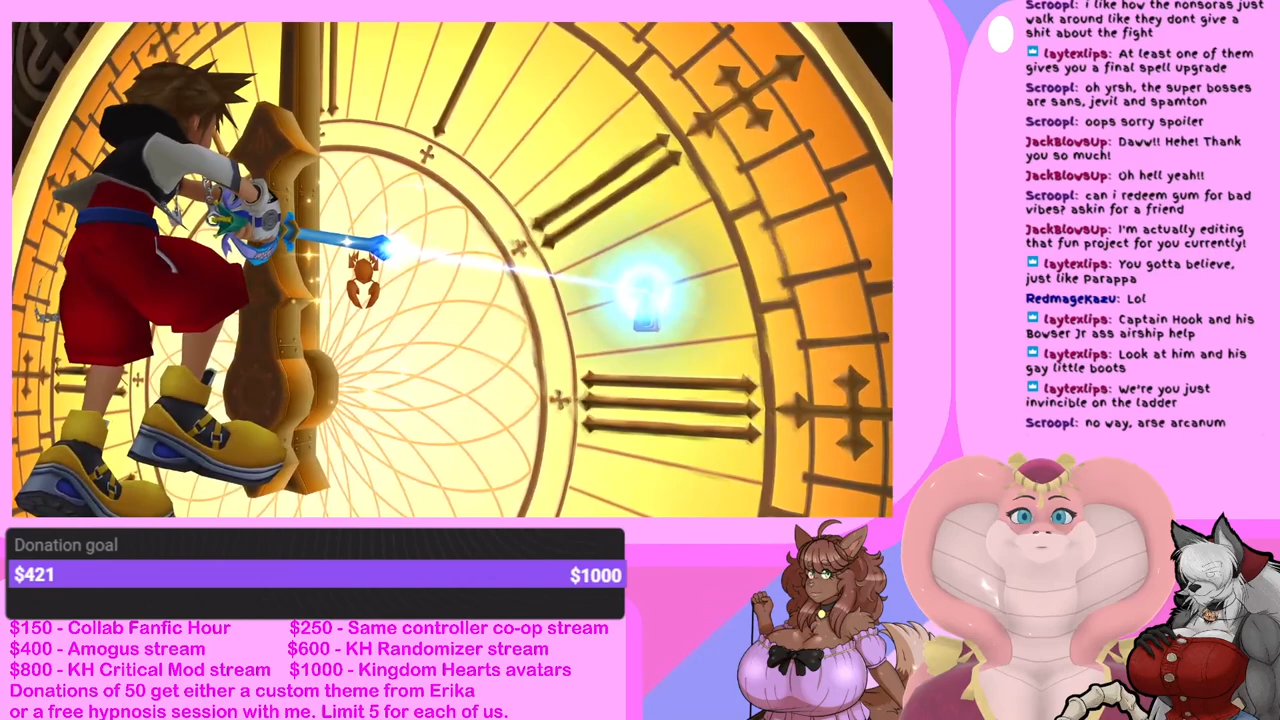 Scroopl: i like how the nonsoras just
walk around like they dont give a
shit about the fight
laytexlips: At least one of them
gives you a final spell upgrade
Scroopl: oh yrsh, the super bosses
are sans, jevil and spamton
Scroopl: oops sorry spoiler
JackBlowsUp: Daww!! Hehe! Thank
you so much!
JackBlowsUp: Oh hell yeah!!
Scroopl: can i redeem gum for bad
vibes? askin for a friend
JackBlowsUp: I'm actually editing
that fun project for you currently!
laytexlips: You gotta believe,
just like Parappa
RedMageKazu: Lol
laytexlips: Captain Hook and his
Bowser Jr ass airship help
laytexlips: Look at him and his
gay little boots
laytexlips: We're you just
invincible on the ladder
Scroopl: no way, arse arcanum
Donation goal
$421 $1000
$150 - Collab Fanfic Hour $250 - Same controller co-op stream
$400 - Amogus stream $600 - KH Randomizer stream
$800 - KH Critical Mod stream $1000 - Kingdom Hearts avatars
Donations of 50 get either a custom theme from Erika
or a free hypnosis session with me. Limit 5 for each of us.